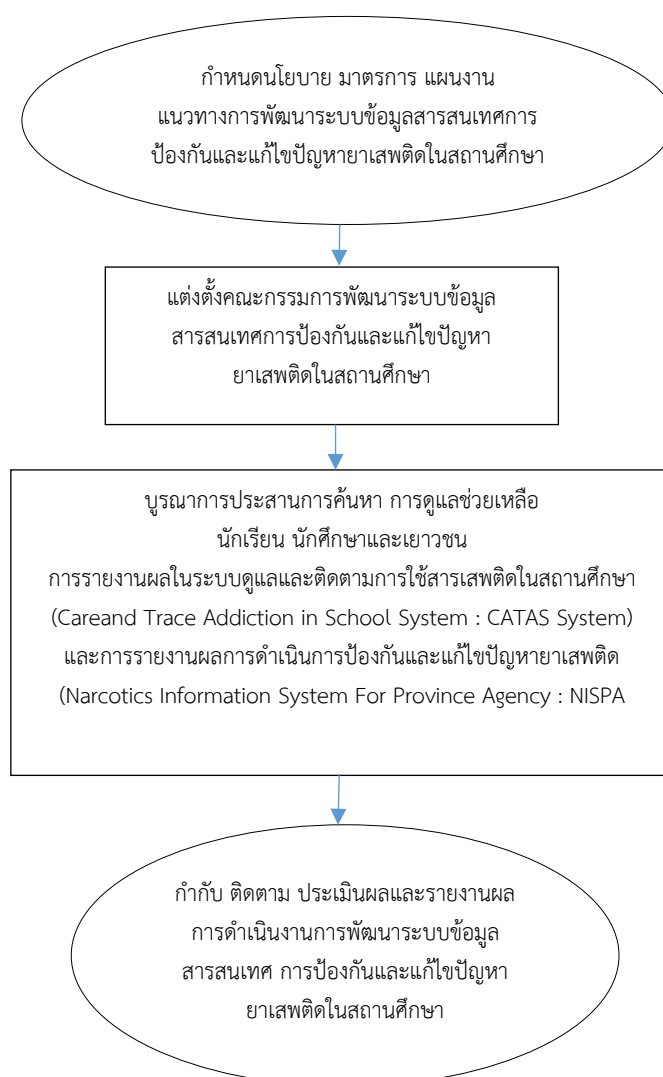 กำหนดนโยบาย มาตรการ แผนงาน
แนวทางการพัฒนาระบบข้อมูลสารสนเทศการ
ป้องกันและแก้ไขปัญหายาเสพติดในสถานศึกษา
แต่งตั้งคณะกรรมการพัฒนาระบบข้อมูล
สารสนเทศการป้องกันและแก้ไขปัญหา
ยาเสพติดในสถานศึกษา
บูรณาการประสานการค้นหา การดูแลช่วยเหลือ
นักเรียน นักศึกษาและเยาวชน
การรายงานผลในระบบดูแลและติดตามการใช้สารเสพติดในสถานศึกษา
(Careand Trace Addiction in School System : CATAS System)
และการรายงานผลการดำเนินการป้องกันและแก้ไขปัญหายาเสพติด
(Narcotics Information System For Province Agency : NISPA
กำกับ ติดตาม ประเมินผลและรายงานผล
การดำเนินงานการพัฒนาระบบข้อมูล
สารสนเทศ การป้องกันและแก้ไขปัญหา
ยาเสพติดในสถานศึกษา